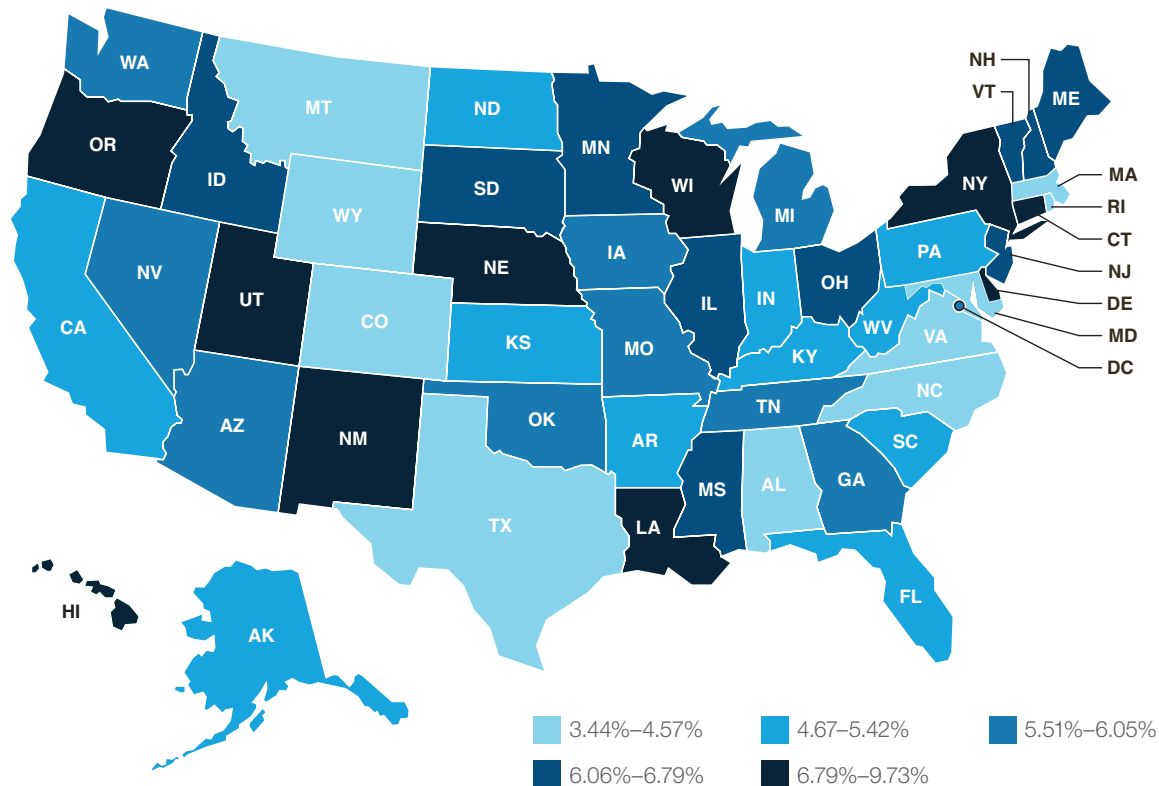 NH
WA
VT
ME
MT
ND
OR
MN
ID
SD
WI
NY
MA
WY
MI
RI
CT
PA
IA
NE
NJ
NV
OH
UT
IL
IN
DE
CA
CO
WV
MD
KS
VA
MO
KY
DC
NC
TN
OK
AZ
NM
AR
SC
GA
AL
MS
TX
LA
FL
HI
AK
3.44%–4.57%
4.67–5.42%
5.51%–6.05%
6.06%–6.79%
6.79%–9.73%